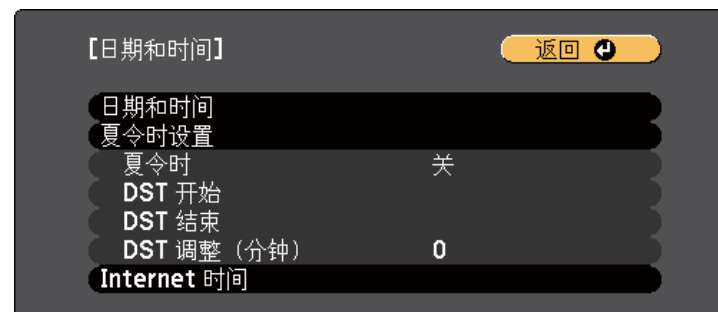 【日期和时间】
返回
日期和时间
夏令时设置
夏令时 关
DST 开始
DST 结束
DST 调整（分钟） 0
Internet 时间